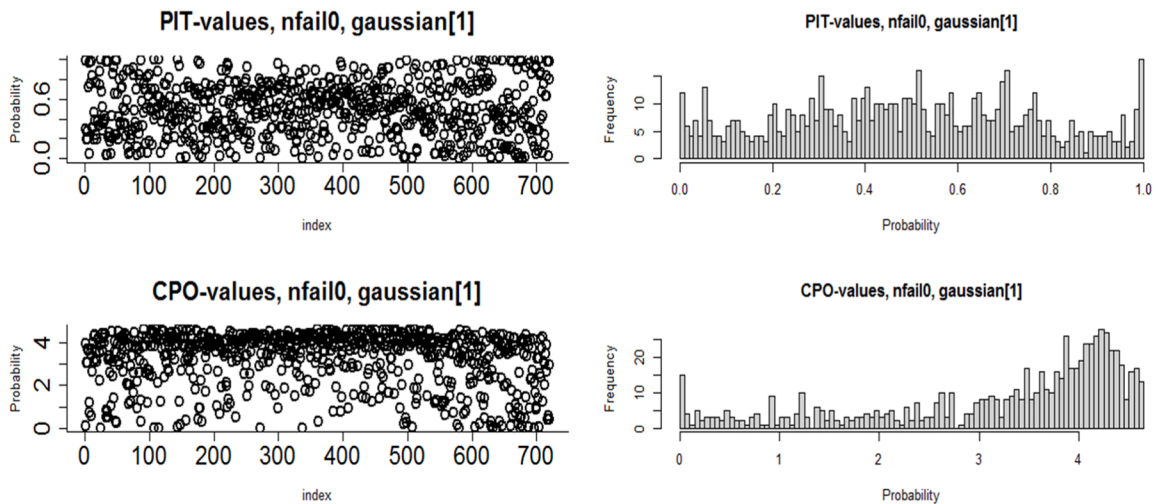 PIT-values, nfail0, gaussian[1]
Probability
0.0 0.6
0 100 200 300 400 500 600 700
index
PIT-values, nfail0, gaussian[1]
Frequency
0 5 10
0.0 0.2 0.4 0.6 0.8 1.0
Probability
CPO-values, nfail0, gaussian[1]
Probability
0 2 4
0 100 200 300 400 500 600 700
index
CPO-values, nfail0, gaussian[1]
Frequency
0 10 20
0 1 2 3 4
Probability